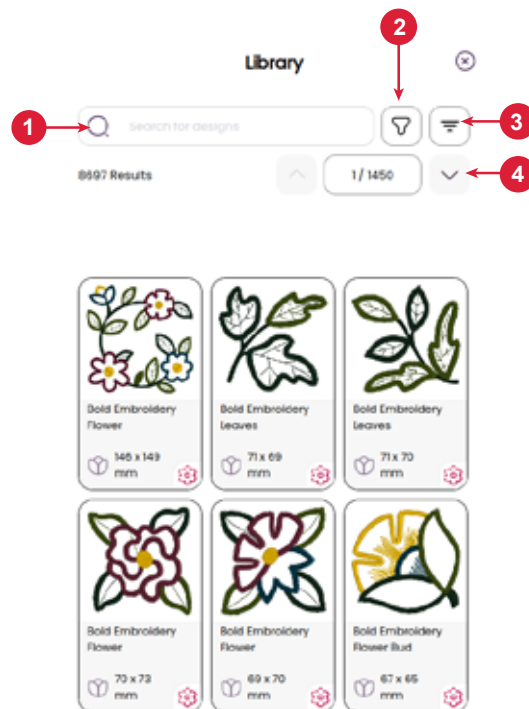 2
Library
1
Search for designs
3
8697 Results
1 / 1450
4
Bold Embroidery
Flower
146 x 149
mm
Bold Embroidery
Leaves
71 x 69
mm
Bold Embroidery
Leaves
71 x 70
mm
Bold Embroidery
Flower
70 x 73
mm
Bold Embroidery
Flower
69 x 70
mm
Bold Embroidery
Flower Bud
67 x 65
mm